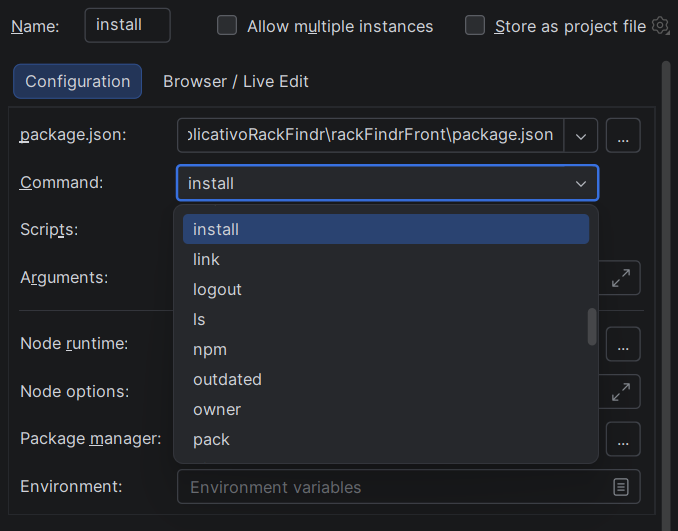 Name: install Allow multiple instances Store as project file
Configuration Browser / Live Edit
package.json: plicativoRackFindr\rackFindrFront\package.json ...
Command: install
Scripts: install
link
Arguments: logout
ls
Node runtime: npm ...
outdated
Node options: owner
Package manager: pack ...
Environment: Environment variables